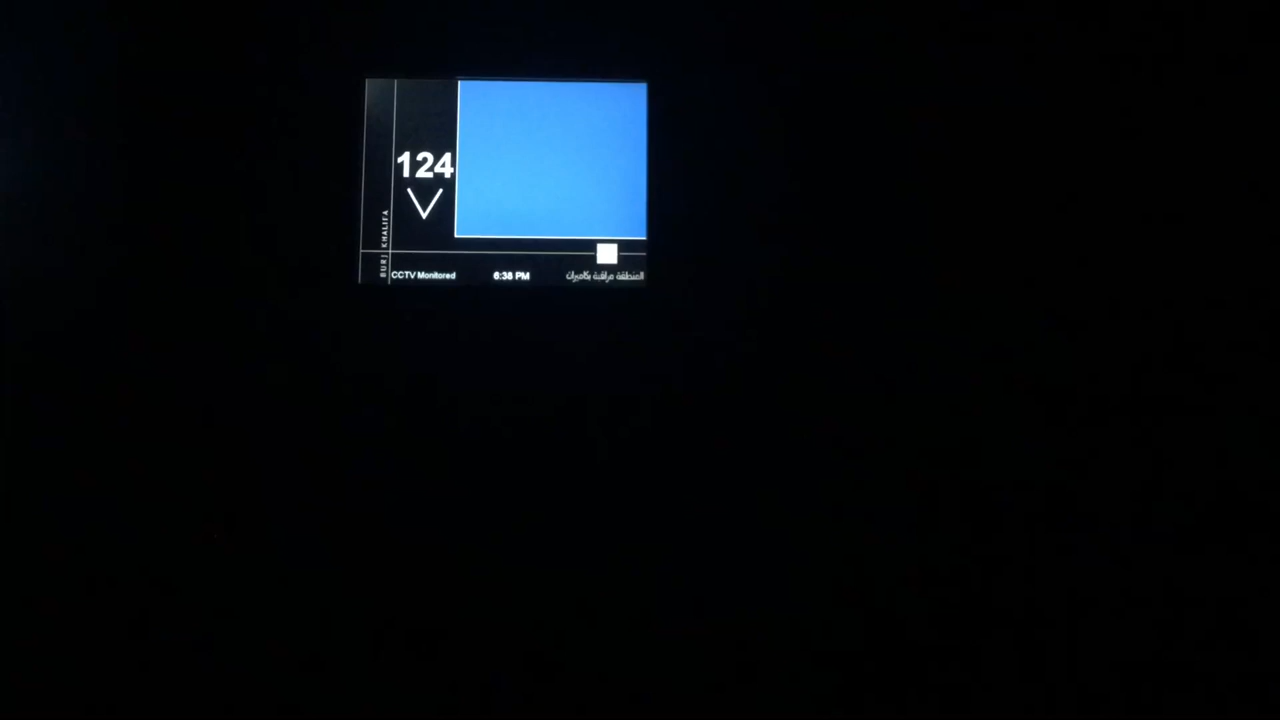 BURJ KHALIFA
124
CCTV Monitored
6:38 PM
المنطقة مراقبة بكاميرات